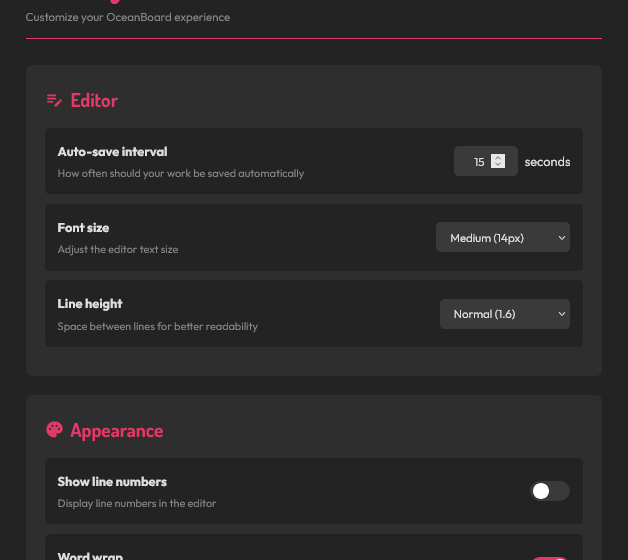 Customize your OceanBoard experience
Editor
Auto-save interval
How often should your work be saved automatically
15 seconds
Font size
Adjust the editor text size
Medium (14px)
Line height
Space between lines for better readability
Normal (1.6)
Appearance
Show line numbers
Display line numbers in the editor
Word wrap